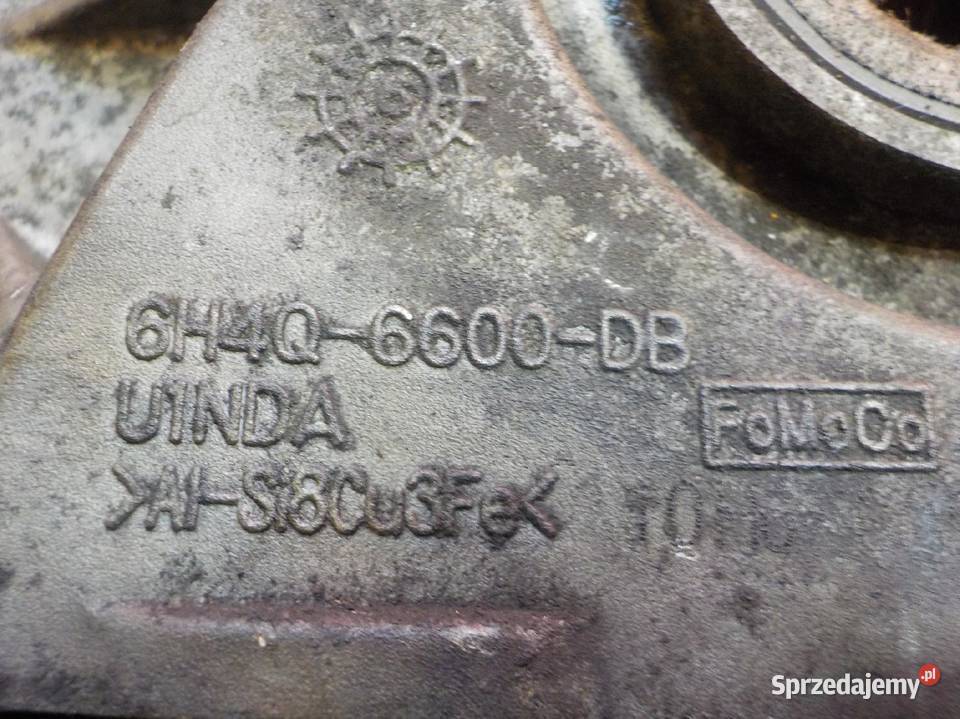 6H4Q-6600-DB
U1NDA
FoMoCo
>Al-Si8Cu3Fe<
Sprzedajemy.pl